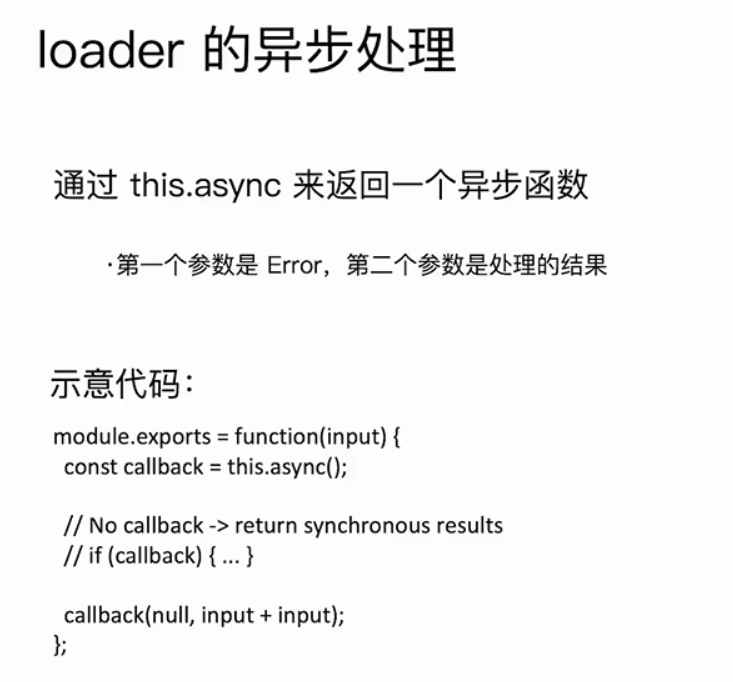 loader 的异步处理
通过 this.async 来返回一个异步函数
·第一个参数是 Error，第二个参数是处理的结果
示意代码：
module.exports = function(input) {
const callback = this.async();
// No callback -> return synchronous results
// if (callback) { ... }
callback(null, input + input);
};